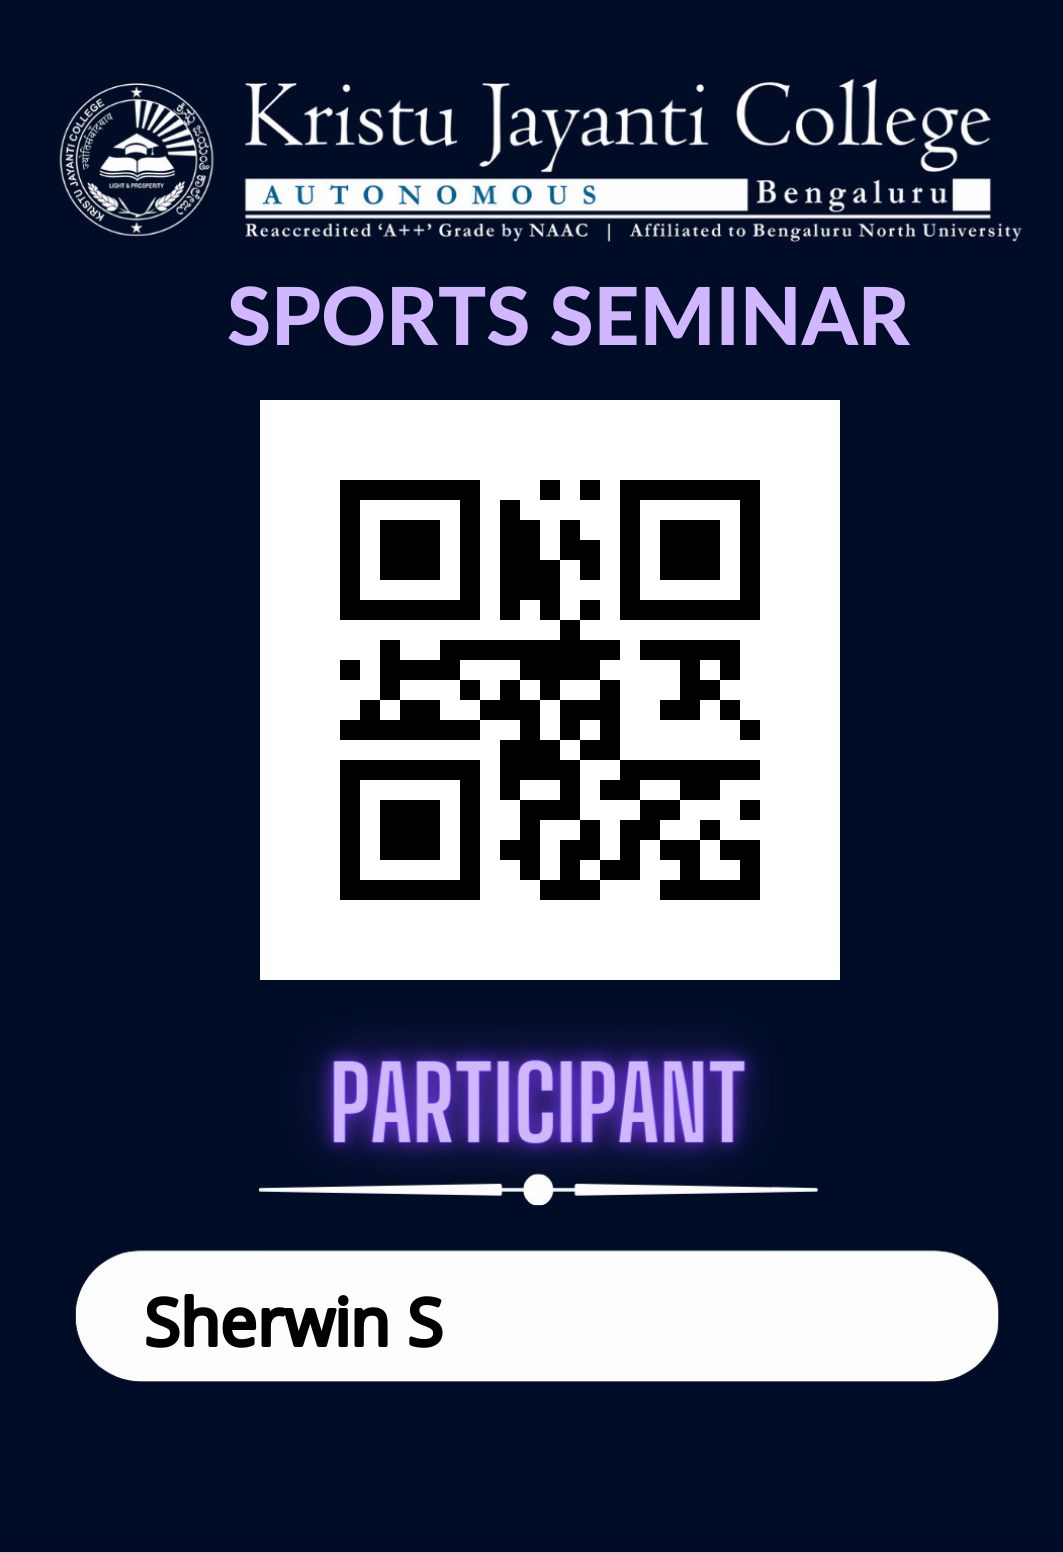 KRISTU JAYANTI COLLEGE
LIGHT & PROSPERITY
Kristu Jayanti College
AUTONOMOUS Bengaluru
Reaccredited ‘A++’ Grade by NAAC | Affiliated to Bengaluru North University
SPORTS SEMINAR
PARTICIPANT
Sherwin S